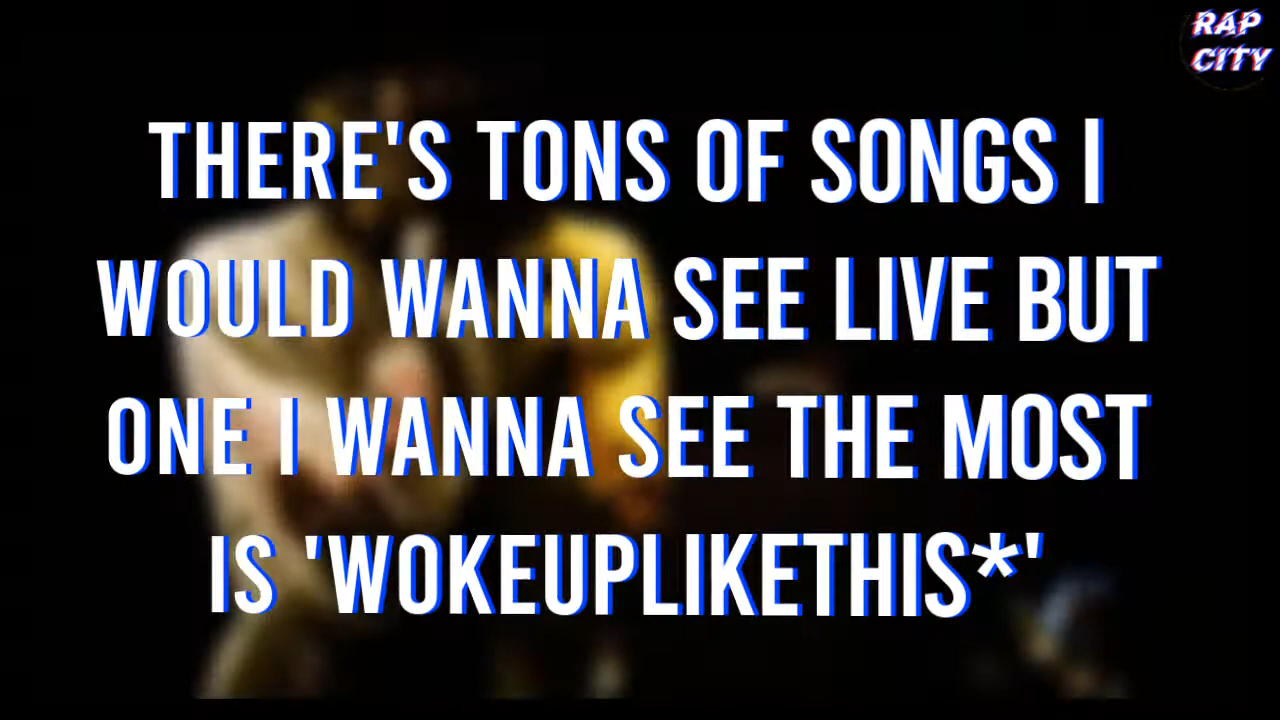 RAP
CITY
THERE'S TONS OF SONGS I
WOULD WANNA SEE LIVE BUT
ONE I WANNA SEE THE MOST
IS 'WOKEUPLIKETHIS*'